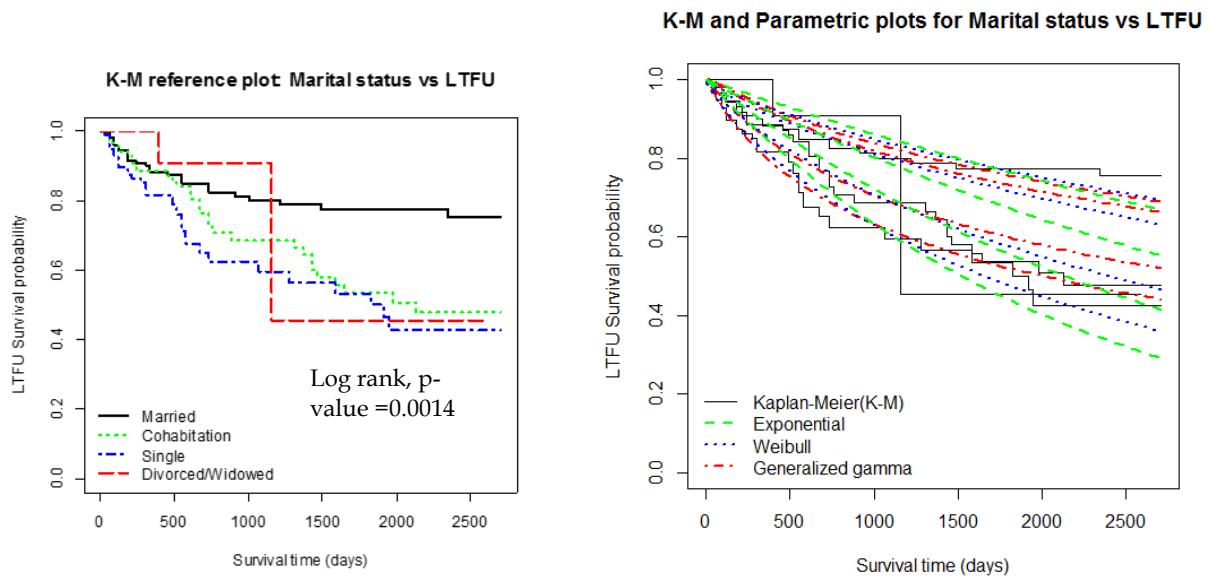 K-M reference plot: Marital status vs LTFU
LTFU Survival probability
1.0
0.8
0.6
0.4
0.2
0.0
Log rank, p-
value =0.0014
Married
Cohabitation
Single
Divorced/Widowed
0 500 1000 1500 2000 2500
Survival time (days)
K-M and Parametric plots for Marital status vs LTFU
LTFU Survival probability
1.0
0.8
0.6
0.4
0.2
0.0
Kaplan-Meier(K-M)
Exponential
Weibull
Generalized gamma
0 500 1000 1500 2000 2500
Survival time (days)